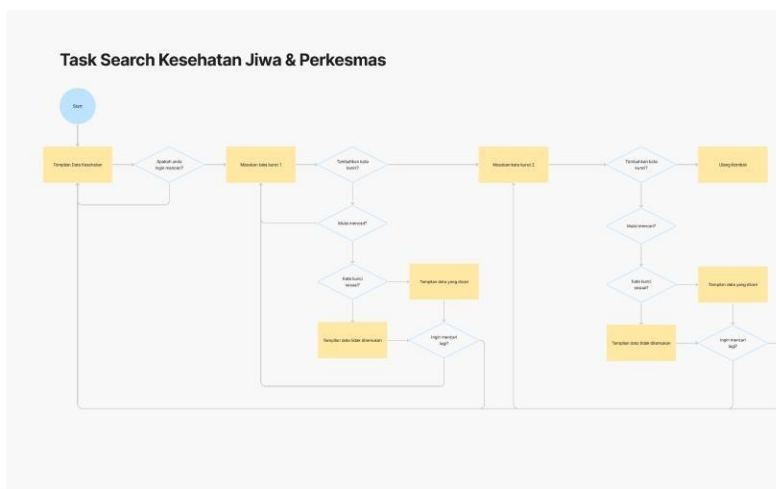 Task Search Kesehatan Jiwa & Perkesmas
Start
Tampilan Data Kesehatan
Apakah anda
ingin mencari?
Masukan kata kunci 1
Tambahkan kata
kunci?
Masukan kata kunci 2
Tambahkan kata
kunci?
Ulang Kembali
Mulai mencari?
Mulai mencari?
Kata kunci
sesuai?
Tampilan data yang dicari
Kata kunci
sesuai?
Tampilan data yang dicari
Tampilan data tidak ditemukan
Ingin mencari
lagi?
Tampilan data tidak ditemukan
Ingin mencari
lagi?